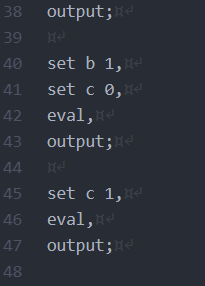 38 output;¤↵
39 ¤↵
40 set b 1,¤↵
41 set c 0,¤↵
42 eval,¤↵
43 output;¤↵
44 ¤↵
45 set c 1,¤↵
46 eval,¤↵
47 output;¤↵
48